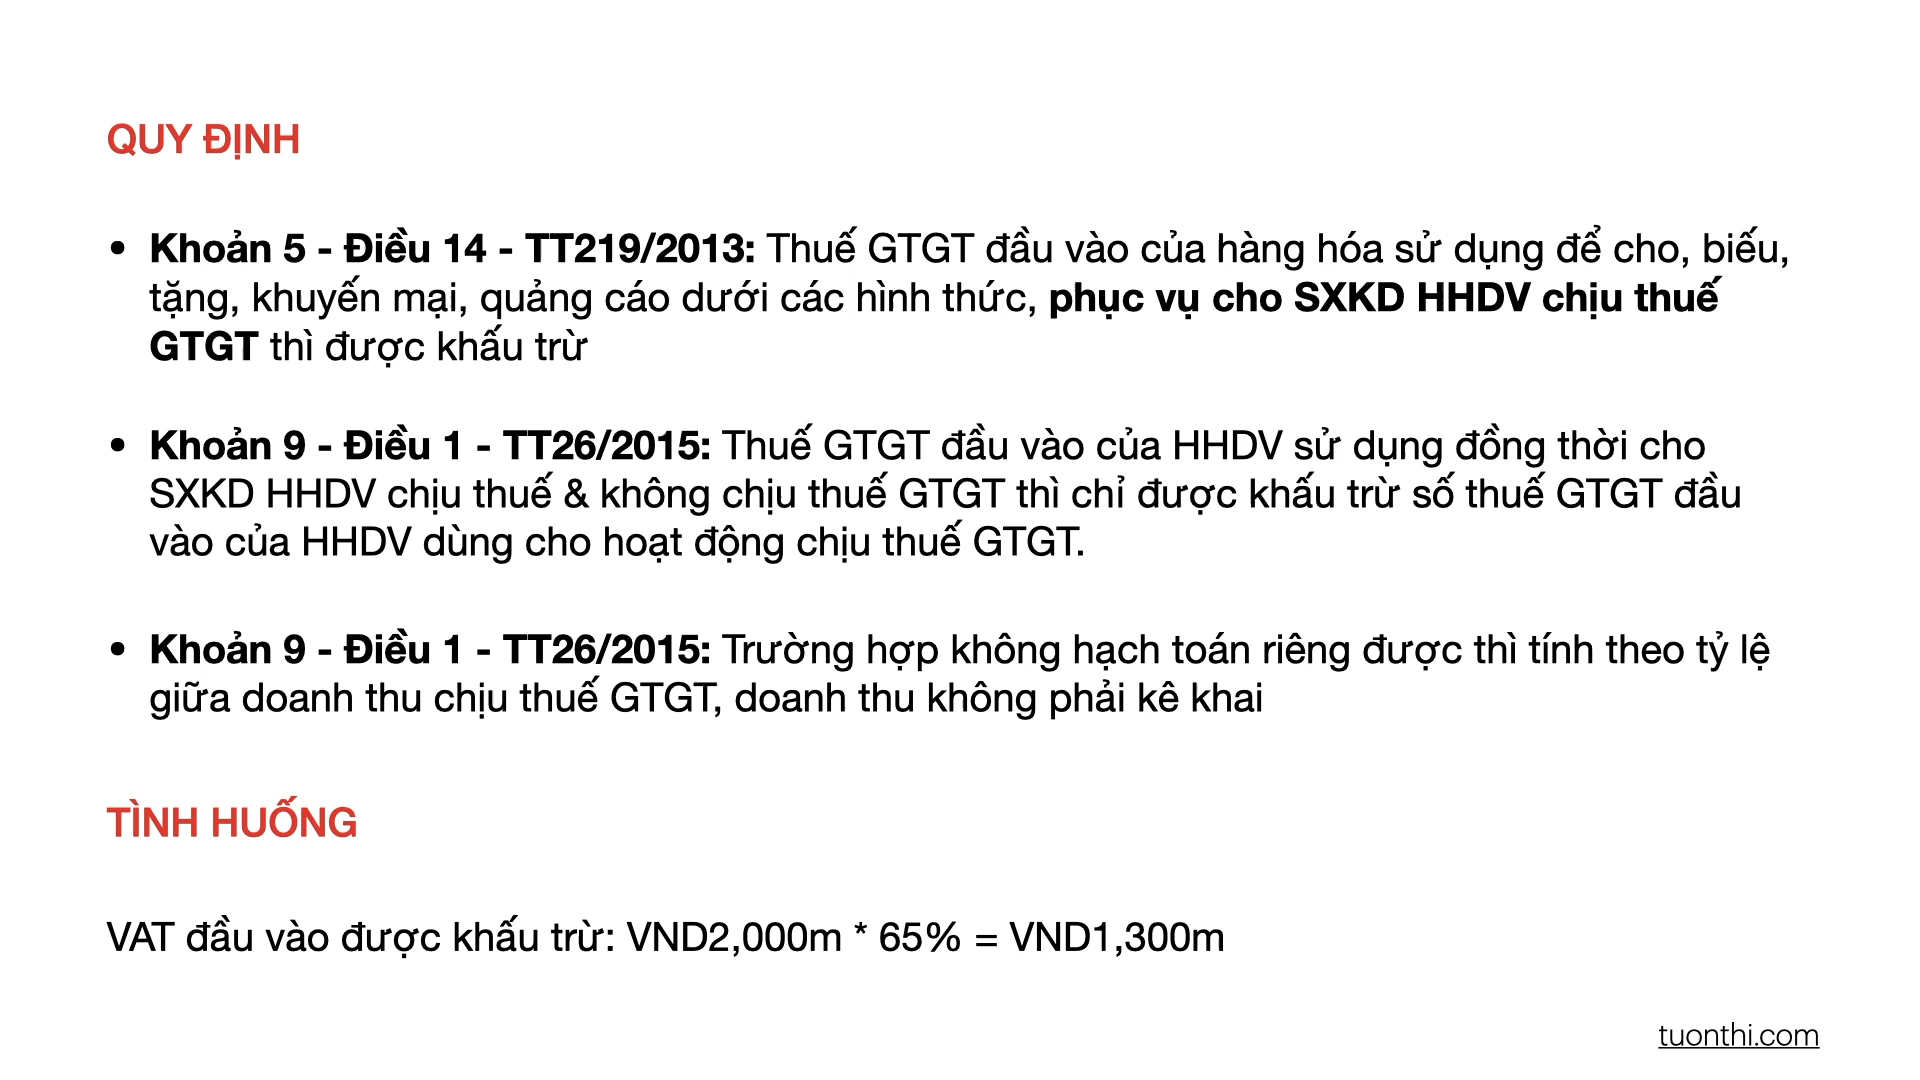 QUY ĐỊNH
• Khoản 5 - Điều 14 - TT219/2013: Thuế GTGT đầu vào của hàng hóa sử dụng để cho, biếu,
tặng, khuyến mại, quảng cáo dưới các hình thức, phục vụ cho SXKD HHDV chịu thuế
GTGT thì được khấu trừ
• Khoản 9 - Điều 1 - TT26/2015: Thuế GTGT đầu vào của HHDV sử dụng đồng thời cho
SXKD HHDV chịu thuế & không chịu thuế GTGT thì chỉ được khấu trừ số thuế GTGT đầu
vào của HHDV dùng cho hoạt động chịu thuế GTGT.
• Khoản 9 - Điều 1 - TT26/2015: Trường hợp không hạch toán riêng được thì tính theo tỷ lệ
giữa doanh thu chịu thuế GTGT, doanh thu không phải kê khai
TÌNH HUỐNG
VAT đầu vào được khấu trừ: VND2,000m * 65% = VND1,300m
tuonthi.com